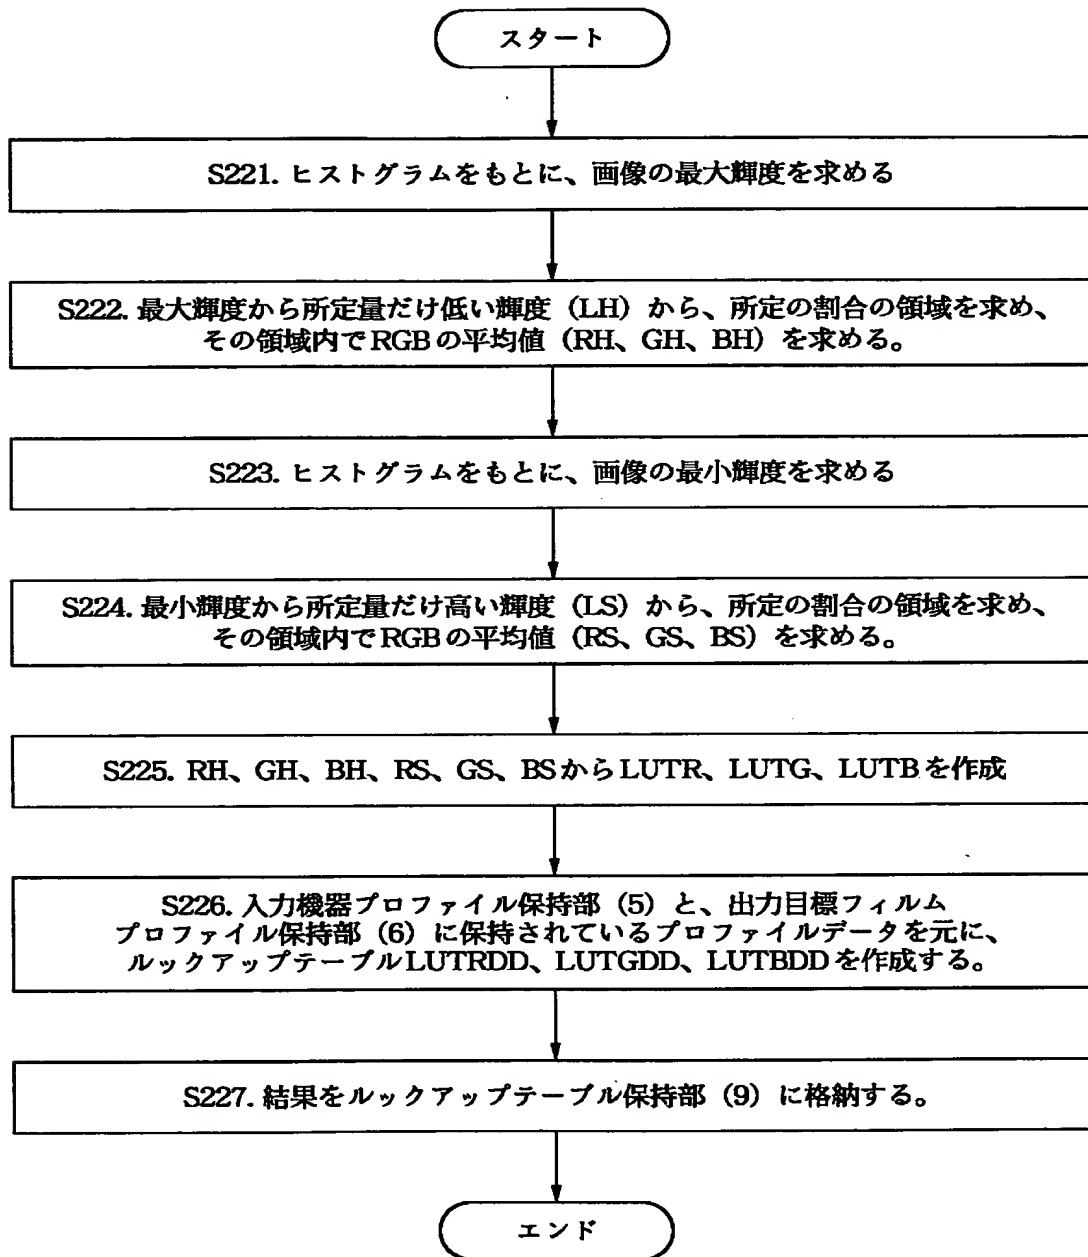 スタート
S221. ヒストグラムをもとに、画像の最大輝度を求める
S222. 最大輝度から所定量だけ低い輝度（LH）から、所定の割合の領域を求め、
その領域内でRGBの平均値（RH、GH、BH）を求める。
S223. ヒストグラムをもとに、画像の最小輝度を求める
S224. 最小輝度から所定量だけ高い輝度（LS）から、所定の割合の領域を求め、
その領域内でRGBの平均値（RS、GS、BS）を求める。
S225. RH、GH、BH、RS、GS、BSからLUTR、LUTG、LUTBを作成
S226. 入力機器プロファイル保持部（5）と、出力目標フィルム
プロファイル保持部（6）に保持されているプロファイルデータを元に、
ルックアップテーブルLUTRDD、LUTGDD、LUTBDDを作成する。
S227. 結果をルックアップテーブル保持部（9）に格納する。
エンド